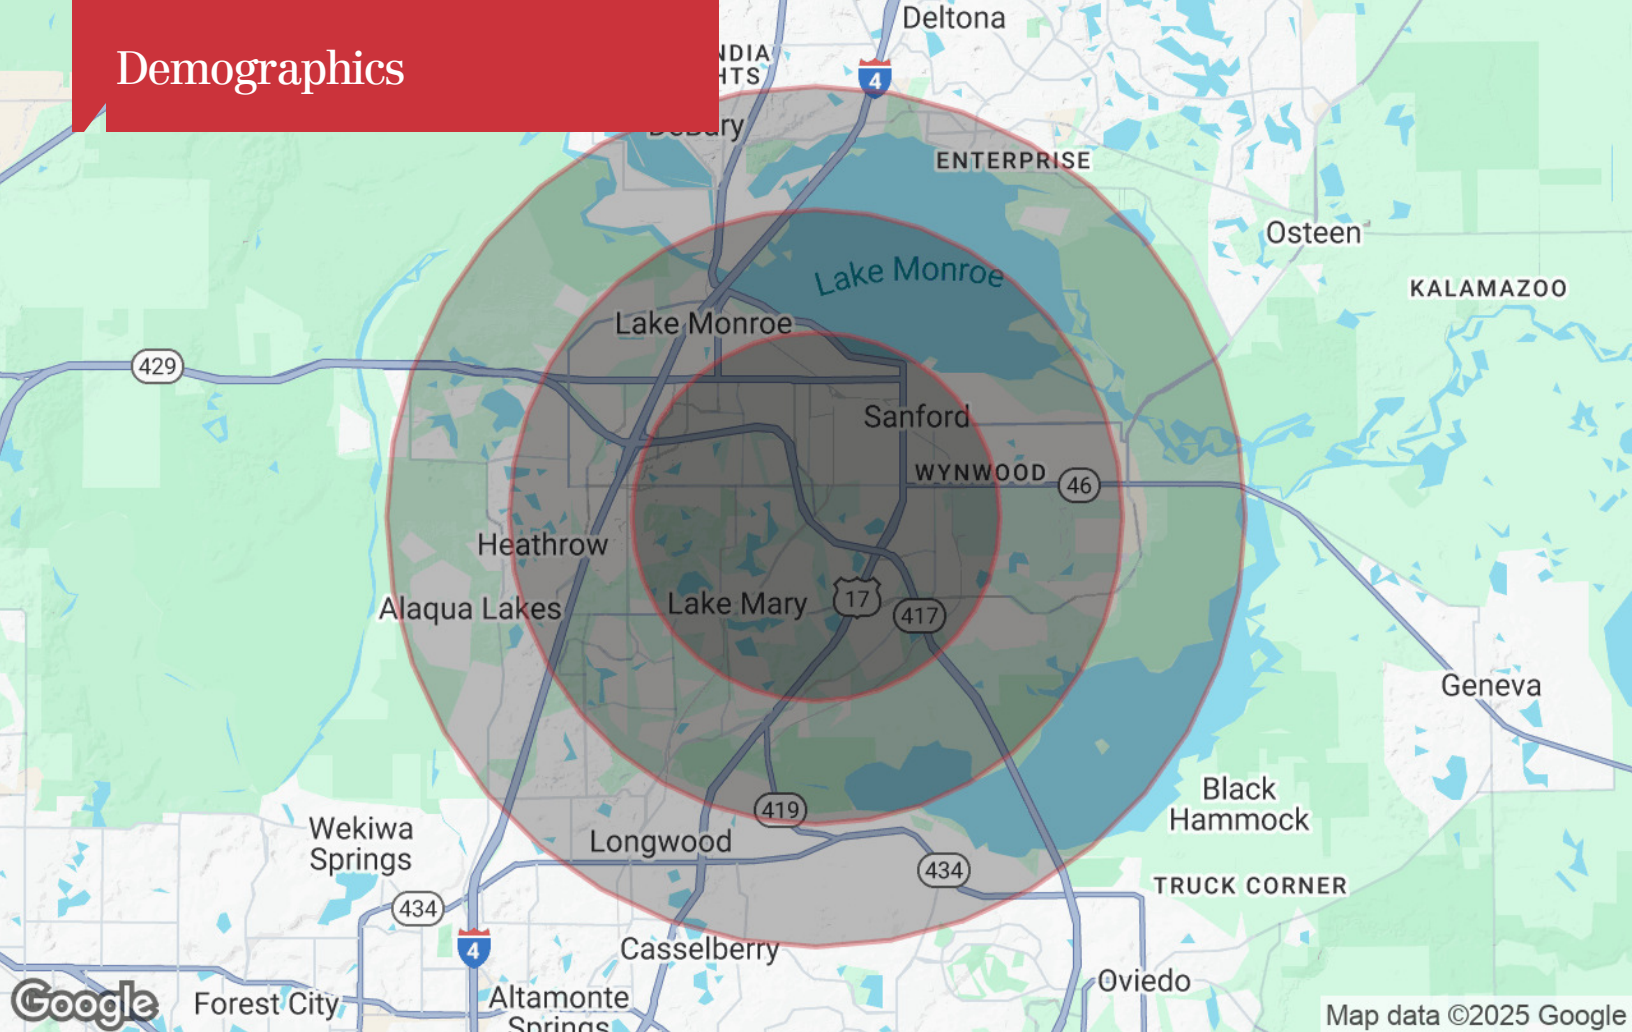 Demographics
Deltona
4
DeBary
ENTERPRISE
Osteen
Lake Monroe
KALAMAZOO
Lake Monroe
429
Sanford
WYNWOOD
46
Heathrow
Alaqua Lakes
Lake Mary
17
417
Geneva
Black
Hammock
419
Wekiwa
Springs
Longwood
434
TRUCK CORNER
434
4
Casselberry
Oviedo
Google
Forest City
Altamonte
Springs
Map data ©2025 Google